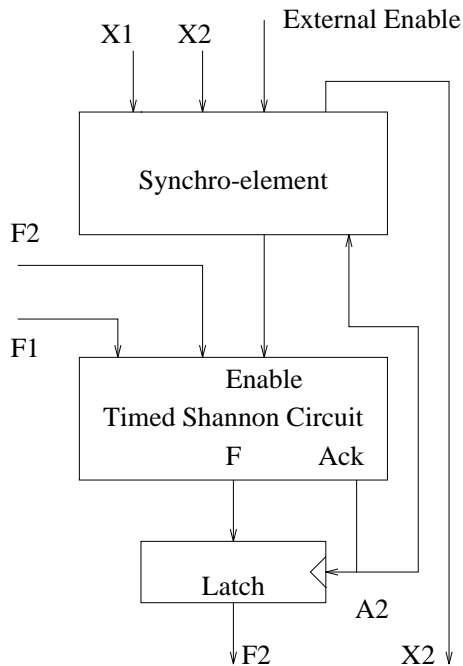 External Enable
X1 X2
Synchro-element
F2
F1
Enable
Timed Shannon Circuit
F Ack
Latch
A2
F2 X2